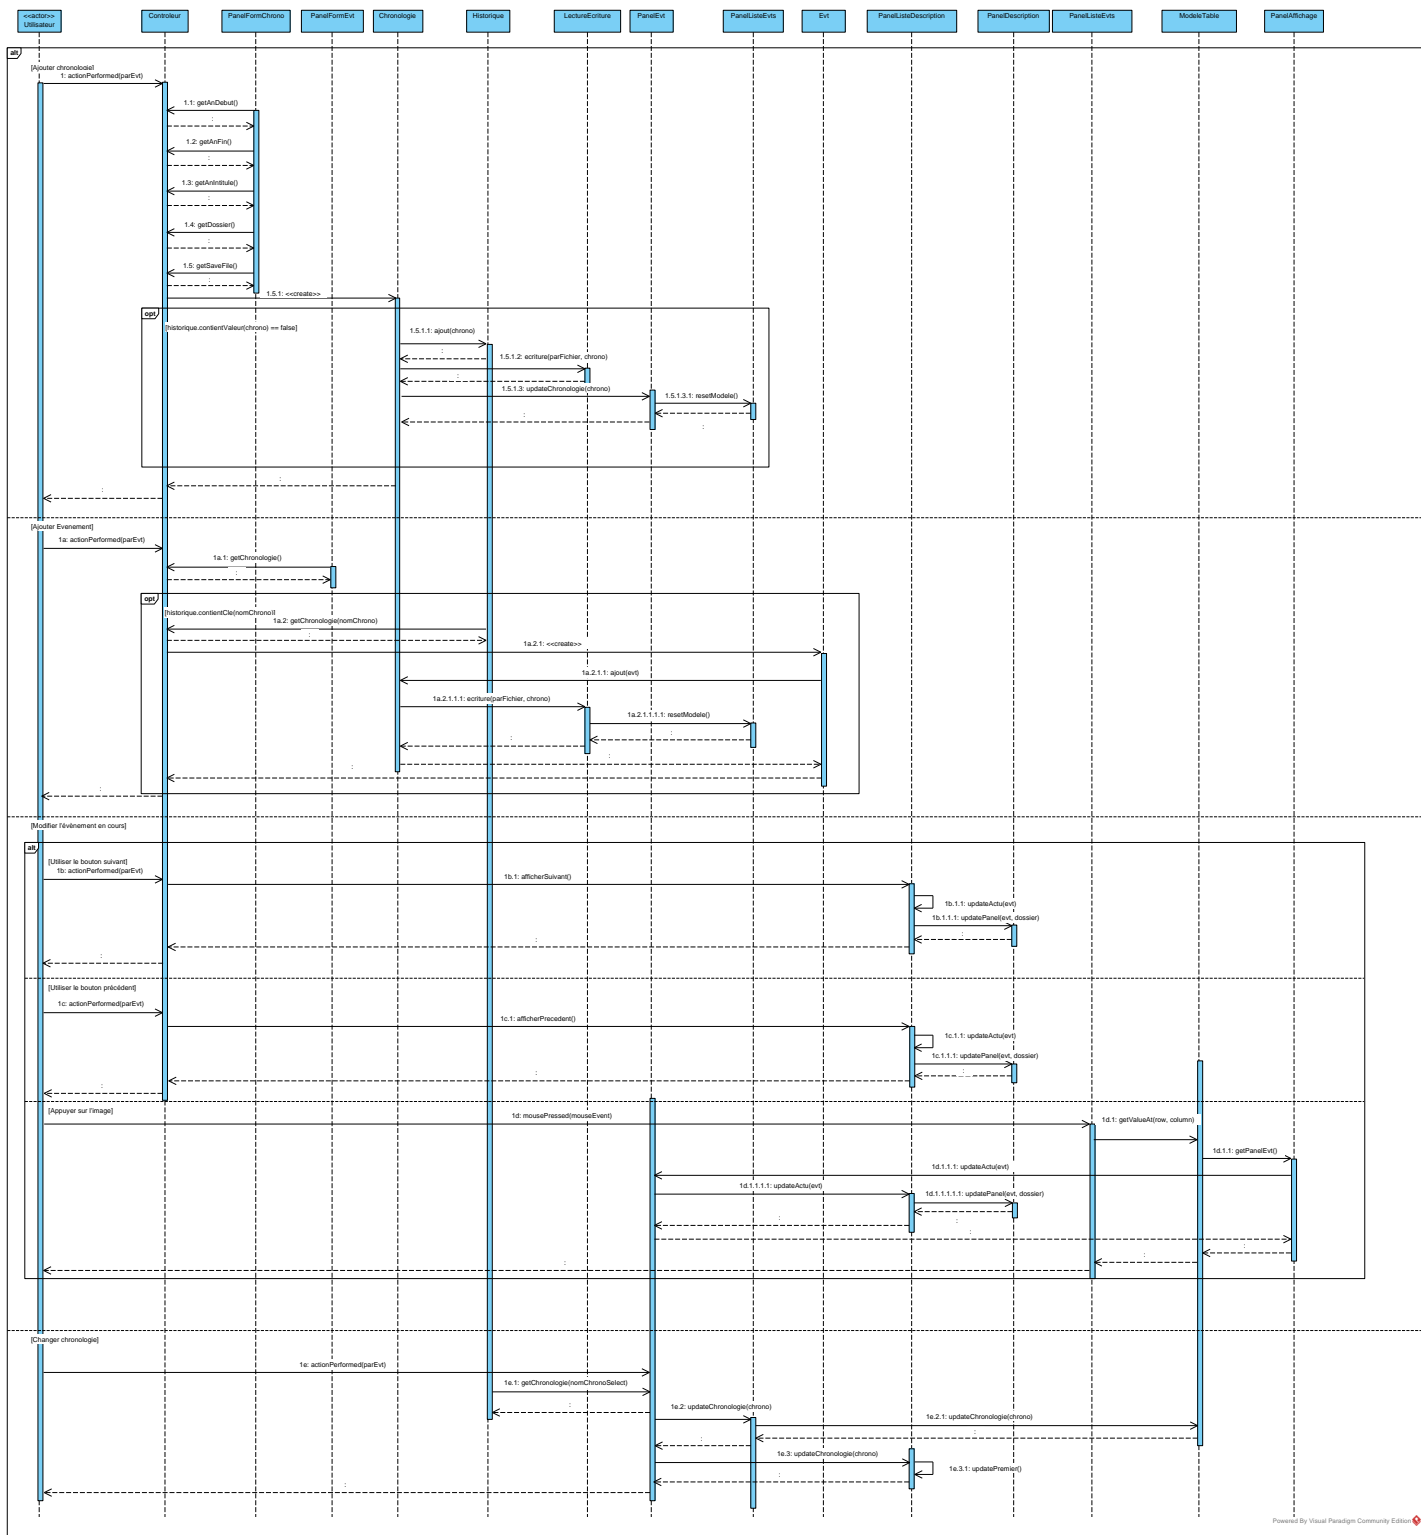 <<actor>>
Utilisateur
Controleur
PanelFormChrono
PanelFormEvt
Chronologie
Historique
LectureEcriture
PanelEvt
PanelListeEvts
Evt
PanelListeDescription
PanelDescription
PanelListeEvts
ModeleTable
PanelAffichage
alt
[Ajouter chronologie]
1: actionPerformed(parEvt)
1.1: getAnDebut()
:
1.2: getAnFin()
:
1.3: getAnIntitule()
:
1.4: getDossier()
:
1.5: getSaveFile()
:
1.5.1: <<create>>
opt
[historique.contientValeur(chrono) == false]
1.5.1.1: ajout(chrono)
:
1.5.1.2: ecriture(parFichier, chrono)
:
1.5.1.3: updateChronologie(chrono)
1.5.1.3.1: resetModele()
:
:
:
:
[Ajouter Evenement]
1a: actionPerformed(parEvt)
1a.1: getChronologie()
:
opt
[historique.contientCle(nomChrono)]
1a.2: getChronologie(nomChrono)
:
1a.2.1: <<create>>
1a.2.1.1: ajout(evt)
1a.2.1.1.1: ecriture(parFichier, chrono)
1a.2.1.1.1.1: resetModele()
:
:
:
:
:
[Modifier l'évènement en cours]
alt
[Utiliser le bouton suivant]
1b: actionPerformed(parEvt)
1b.1: afficherSuivant()
1b.1.1: updateActu(evt)
1b.1.1.1: updatePanel(evt, dossier)
:
:
:
[Utiliser le bouton précédent]
1c: actionPerformed(parEvt)
1c.1: afficherPrecedent()
1c.1.1: updateActu(evt)
1c.1.1.1: updatePanel(evt, dossier)
:
:
:
[Appuyer sur l'image]
1d: mousePressed(mouseEvent)
1d.1: getValueAt(row, column)
1d.1.1: getPanelEvt()
1d.1.1.1: updateActu(evt)
1d.1.1.1.1: updateActu(evt)
1d.1.1.1.1.1: updatePanel(evt, dossier)
:
:
:
:
:
:
[Changer chronologie]
1e: actionPerformed(parEvt)
1e.1: getChronologie(nomChronoSelect)
:
1e.2: updateChronologie(chrono)
1e.2.1: updateChronologie(chrono)
:
:
1e.3: updateChronologie(chrono)
1e.3.1: updatePremier()
:
:
Powered By Visual Paradigm Community Edition